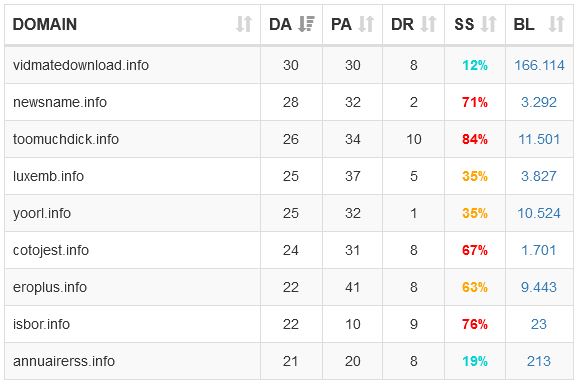 DOMAIN DA PA DR SS BL
vidmatedownload.info 30 30 8 12% 166.114
newsname.info 28 32 2 71% 3.292
toomuchdick.info 26 34 10 84% 11.501
luxemb.info 25 37 5 35% 3.827
yoorl.info 25 32 1 35% 10.524
cotojest.info 24 31 8 67% 1.701
eroplus.info 22 41 8 63% 9.443
isbor.info 22 10 9 76% 23
annuairerss.info 21 20 8 19% 213